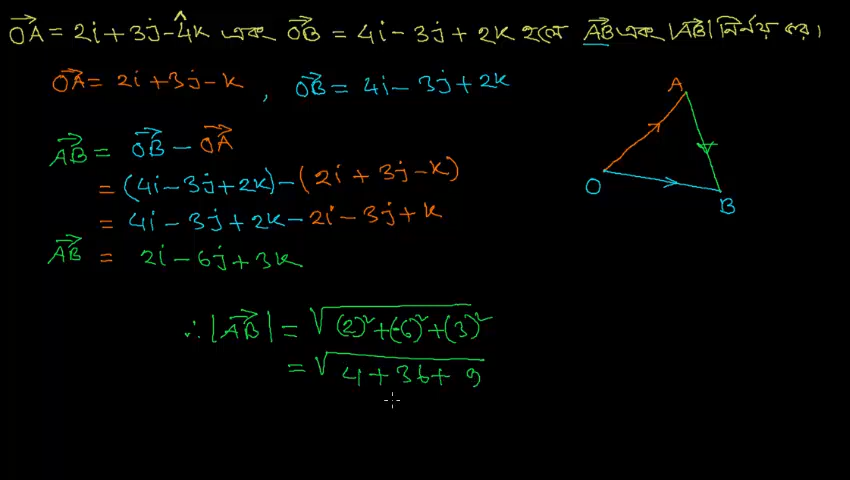 OA→ = 2i + 3j - 4̂k এবং OB→ = 4i - 3j + 2k হলে AB→ এবং |AB→| নির্ণয় কর।
OA→ = 2i + 3j - k , OB→ = 4i - 3j + 2k
A
AB→ = OB→ - OA→
= (4i - 3j + 2k) - (2i + 3j - k)
O
= 4i - 3j + 2k - 2i - 3j + k
B
AB→ = 2i - 6j + 3k
∴ |AB→| = √(2)² + (-6)² + (3)²
= √4 + 36 + 9